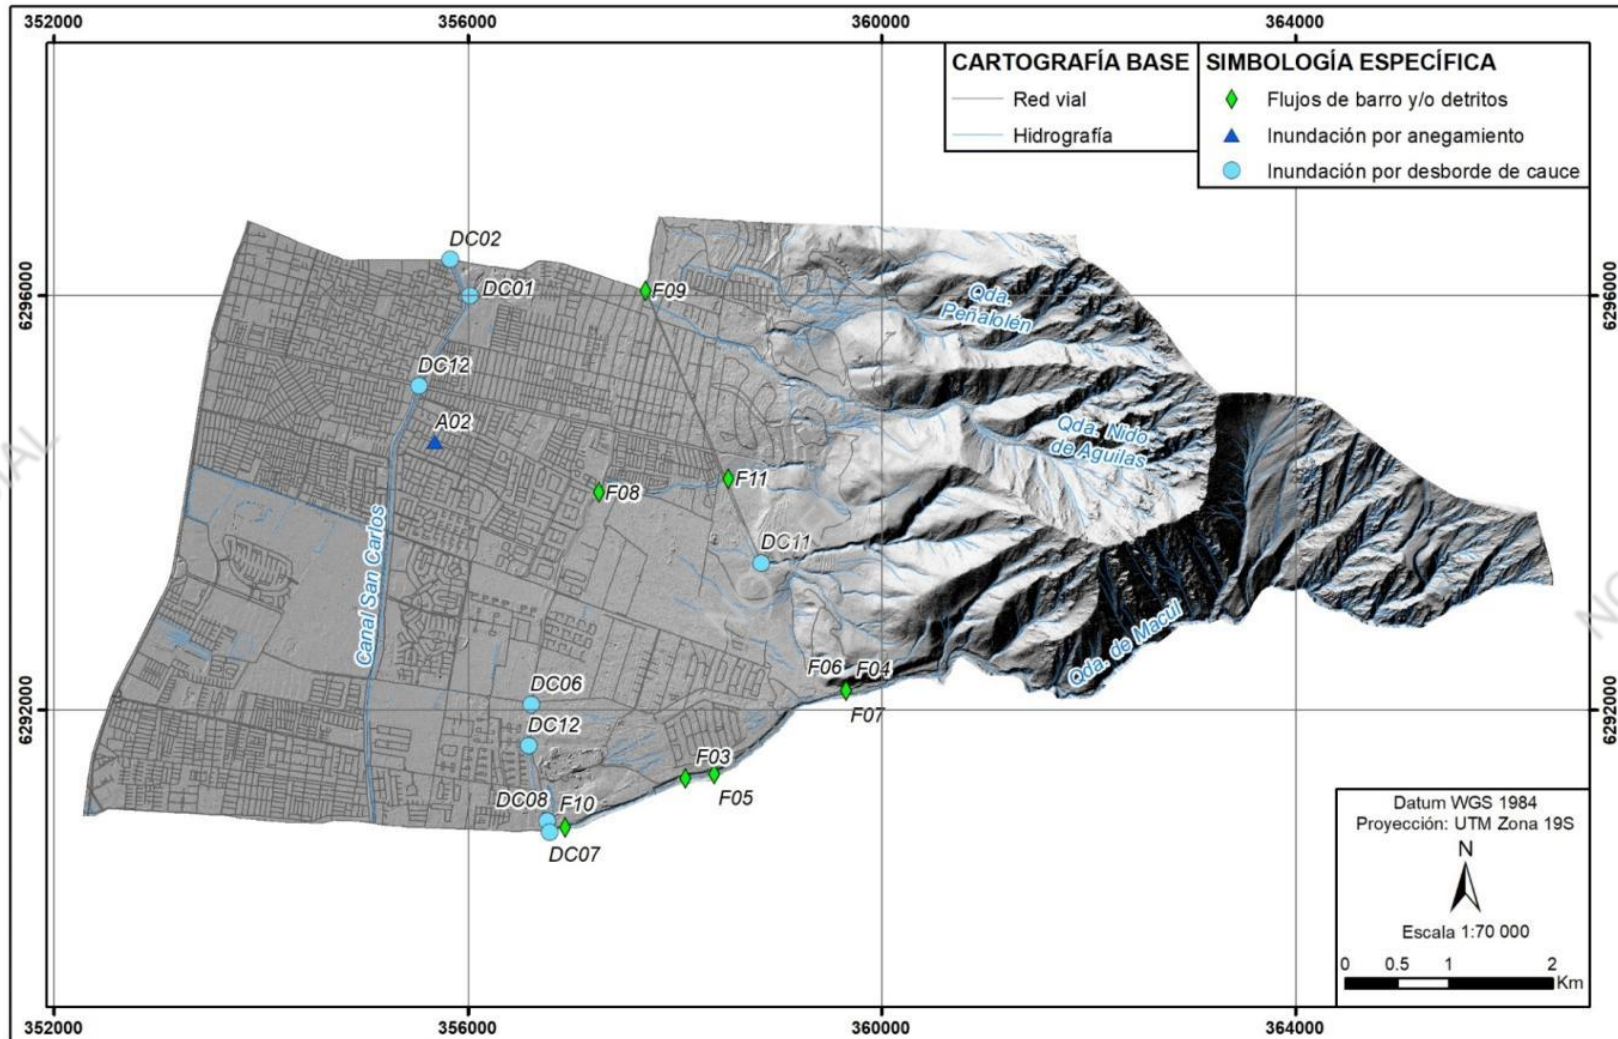 352000
356000
360000
364000
CARTOGRAFÍA BASE
Red vial
Hidrografía
SIMBOLOGÍA ESPECÍFICA
Flujos de barro y/o detritos
Inundación por anegamiento
Inundación por desborde de cauce
6296000
6296000
DC02
DC01
F09
Qda.
Peñalolén
DC12
A02
Qda. Nido
de Aguilas
F11
F08
DC11
Canal San Carlos
Qda. de Macul
F06
F04
F07
DC06
DC12
6292000
6292000
F03
F05
DC08
F10
DC07
Datum WGS 1984
Proyección: UTM Zona 19S
N
Escala 1:70 000
0 0.5 1 2
Km
352000
356000
360000
364000